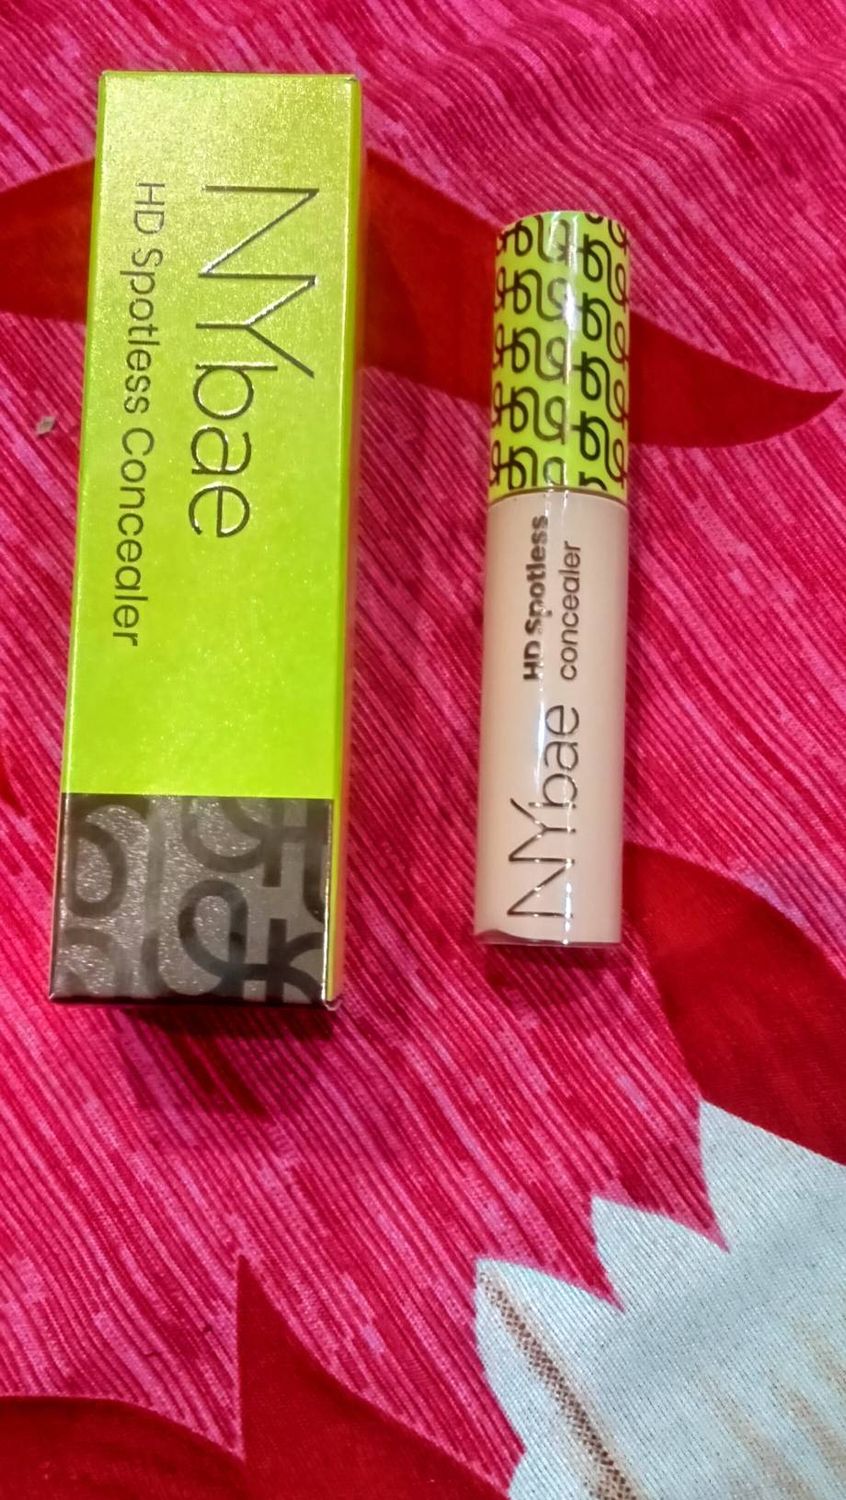 NYbae
HD Spotless Concealer
NYbae
HD Spotless
concealer